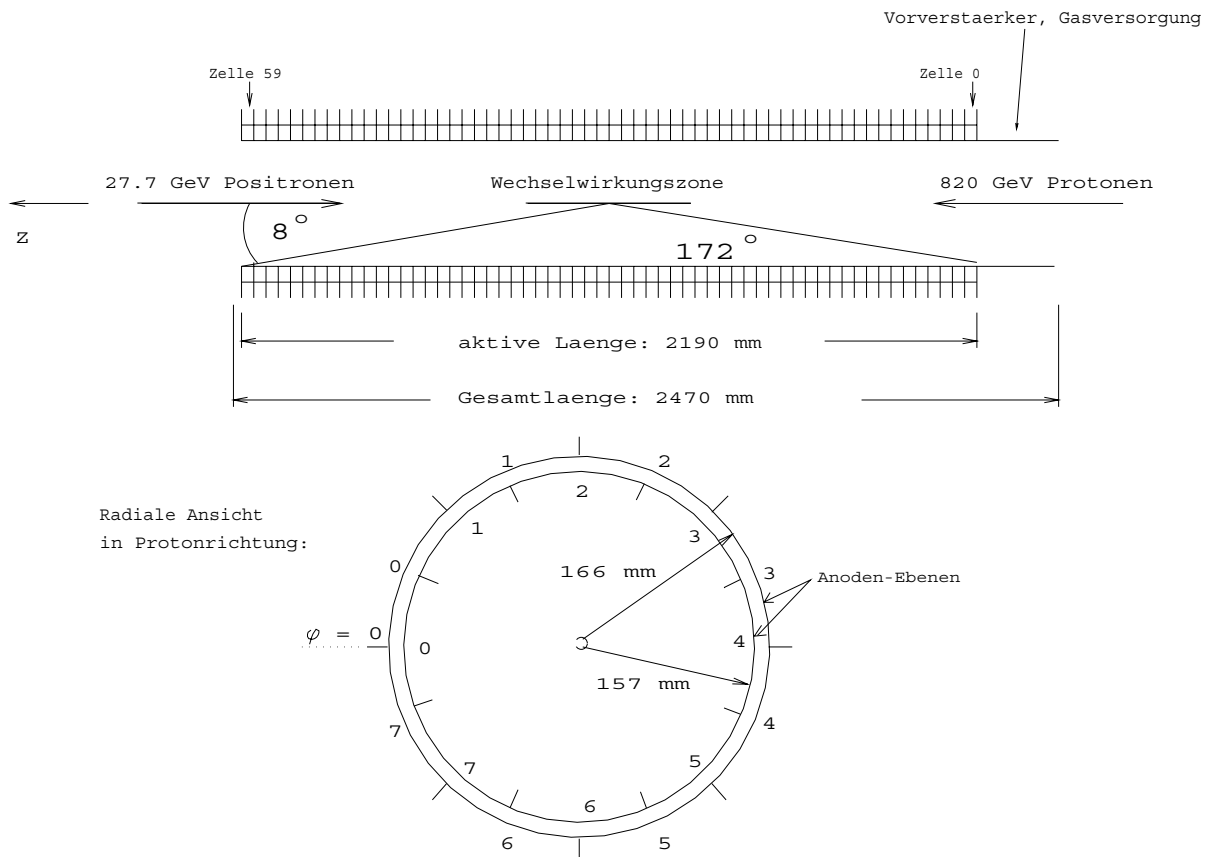 Vorverstaerker, Gasversorgung
Zelle 59
Zelle 0
27.7 GeV Positronen
Wechselwirkungszone
820 GeV Protonen
Z
8°
172°
aktive Laenge: 2190 mm
Gesamtlaenge: 2470 mm
1
2
2
Radiale Ansicht
1
in Protonrichtung:
3
0
166 mm
3
Anoden-Ebenen
φ = 0
0
4
157 mm
7
4
7
5
6
6
5